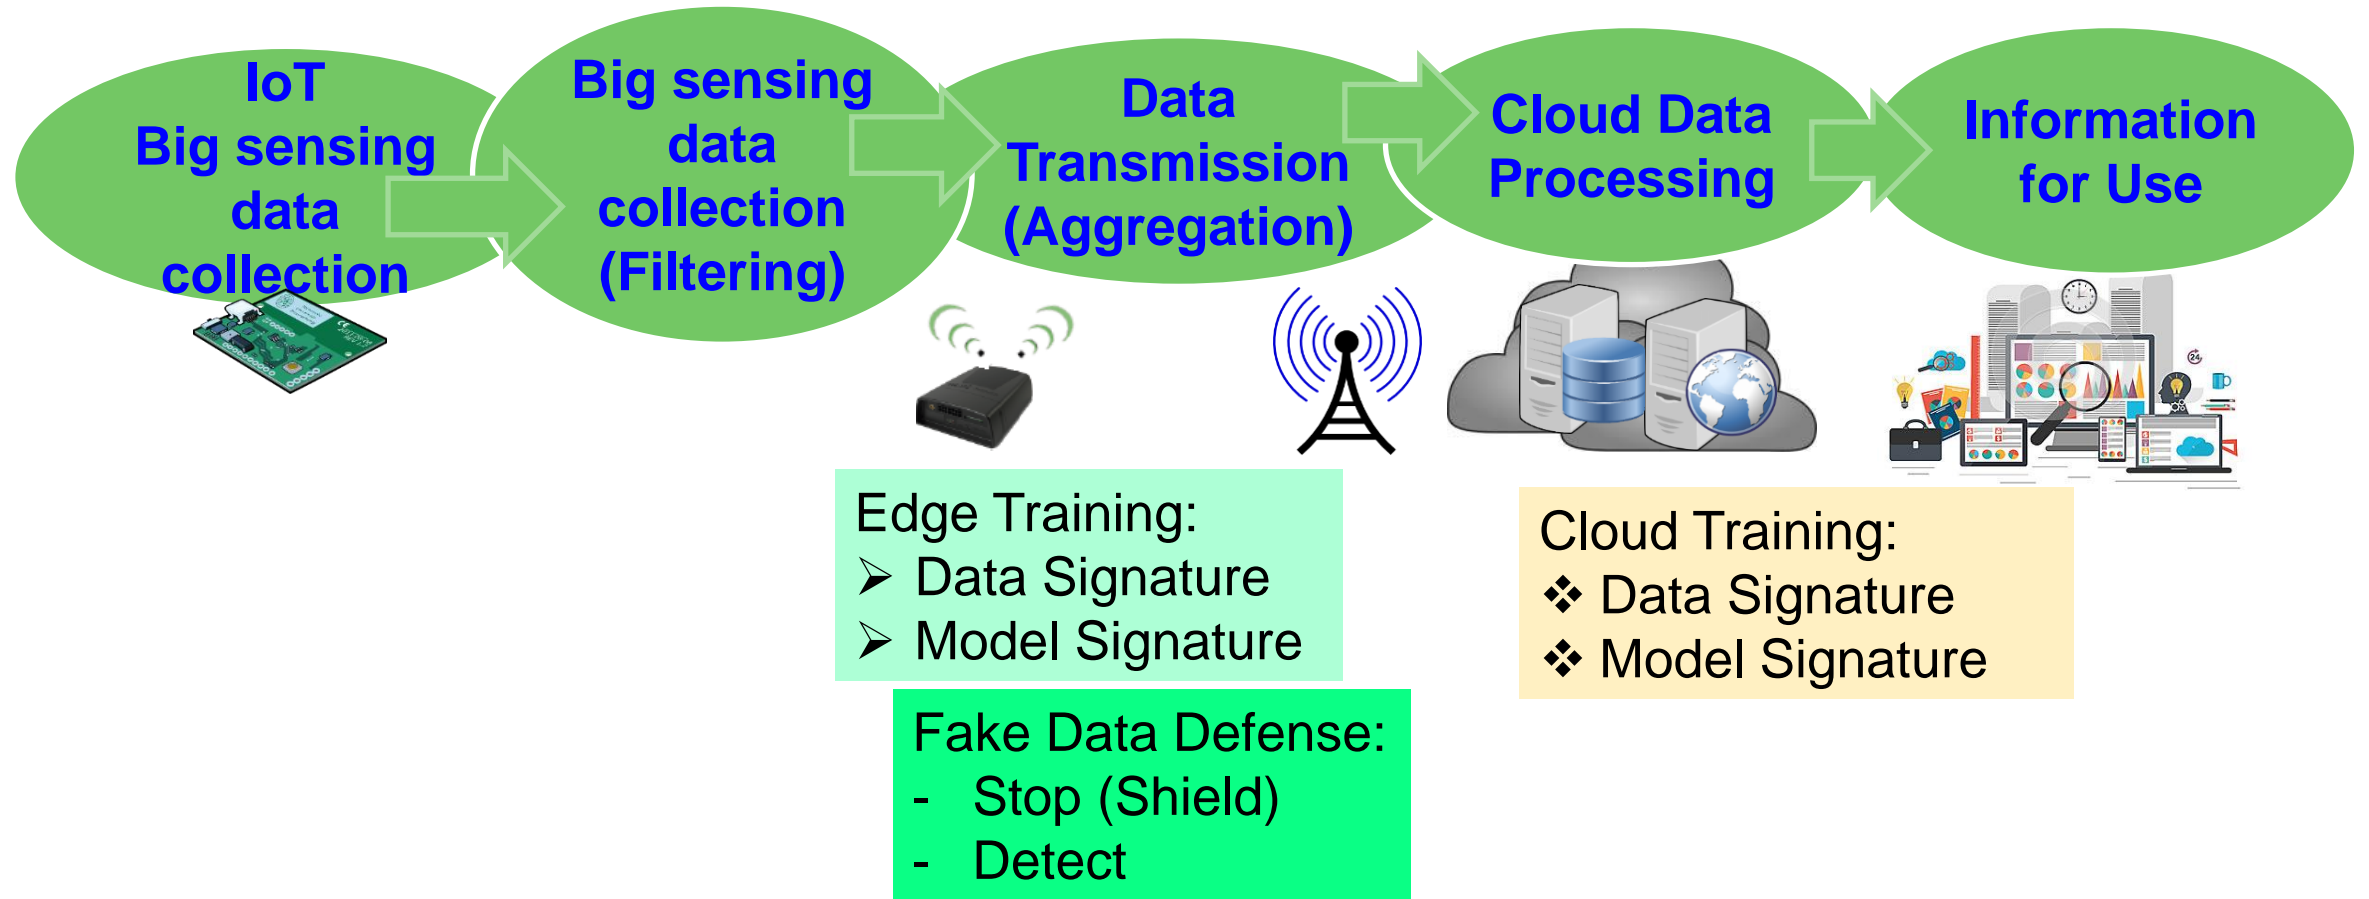 IoT
Big sensing
data
collection
Big sensing
data
collection
(Filtering)
Data
Transmission
(Aggregation)
Cloud Data
Processing
Information
for Use
24
Edge Training:
➢ Data Signature
➢ Model Signature
Cloud Training:
❖ Data Signature
❖ Model Signature
Fake Data Defense:
- Stop (Shield)
- Detect